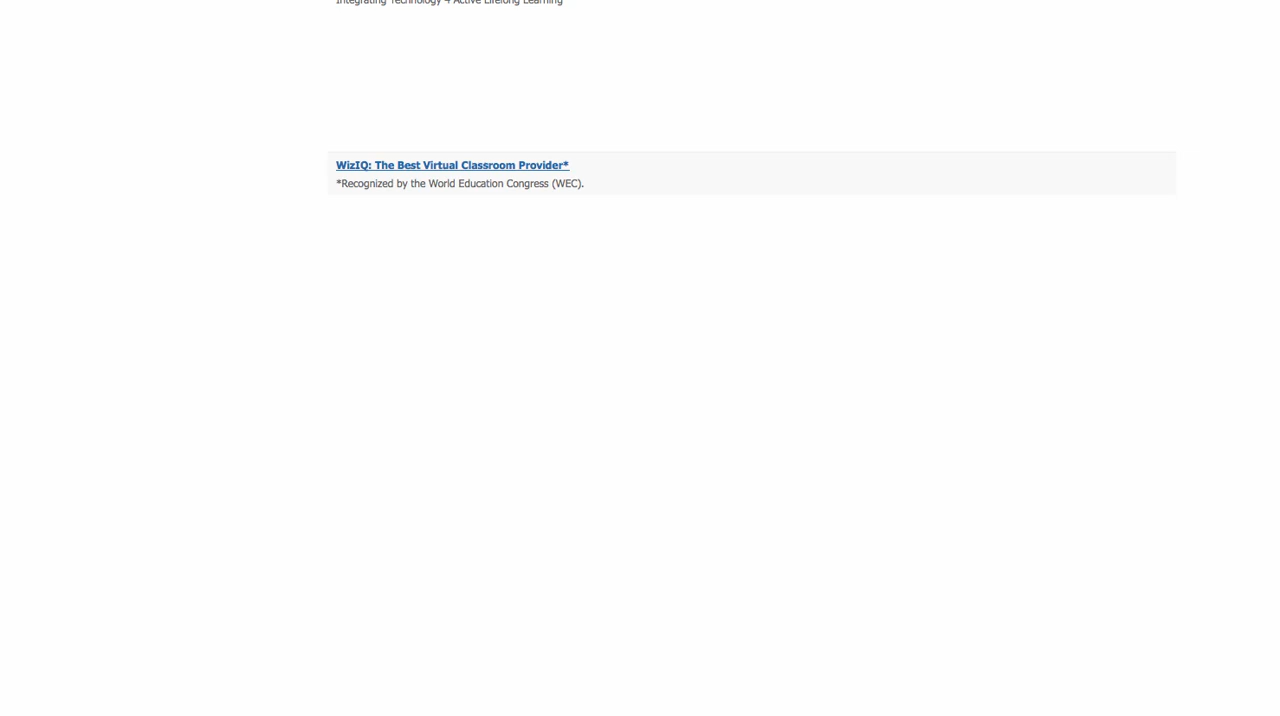 Integrating Technology 4 Active Lifelong Learning
WizIQ: The Best Virtual Classroom Provider*
*Recognized by the World Education Congress (WEC).